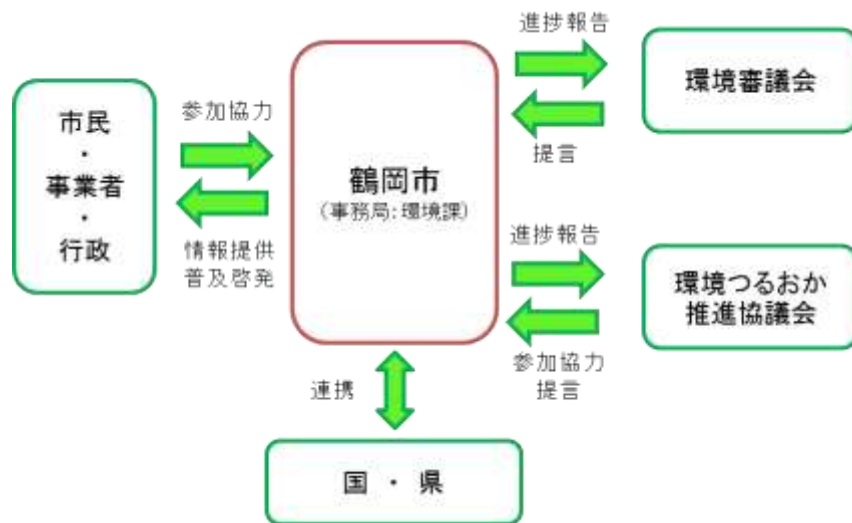 市民
・
事業者
・
行政
参加協力
情報提供
普及啓発
鶴岡市
(事務局:環境課)
進捗報告
提言
環境審議会
進捗報告
参加協力
提言
環境つるおか
推進協議会
連携
国 ・ 県